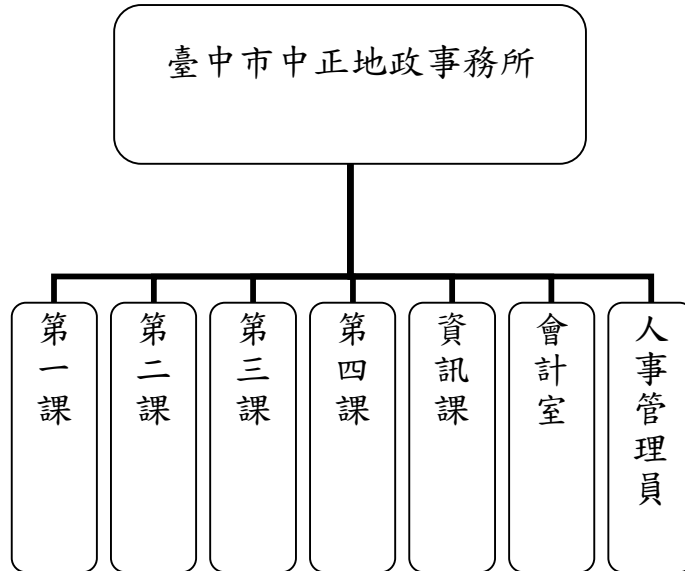 臺中市中正地政事務所
第一課
第二課
第三課
第四課
資訊課
會計室
人事管理員